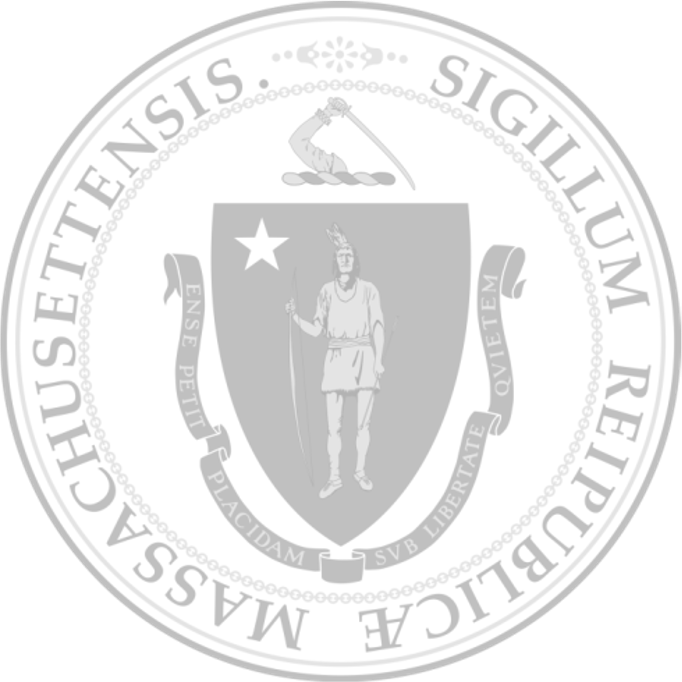 SIGILLUM REIPUBLICÆ MASSACHUSETTENSIS.
ENSE PETIT PLACIDAM SVB LIBERTATE QVIETEM